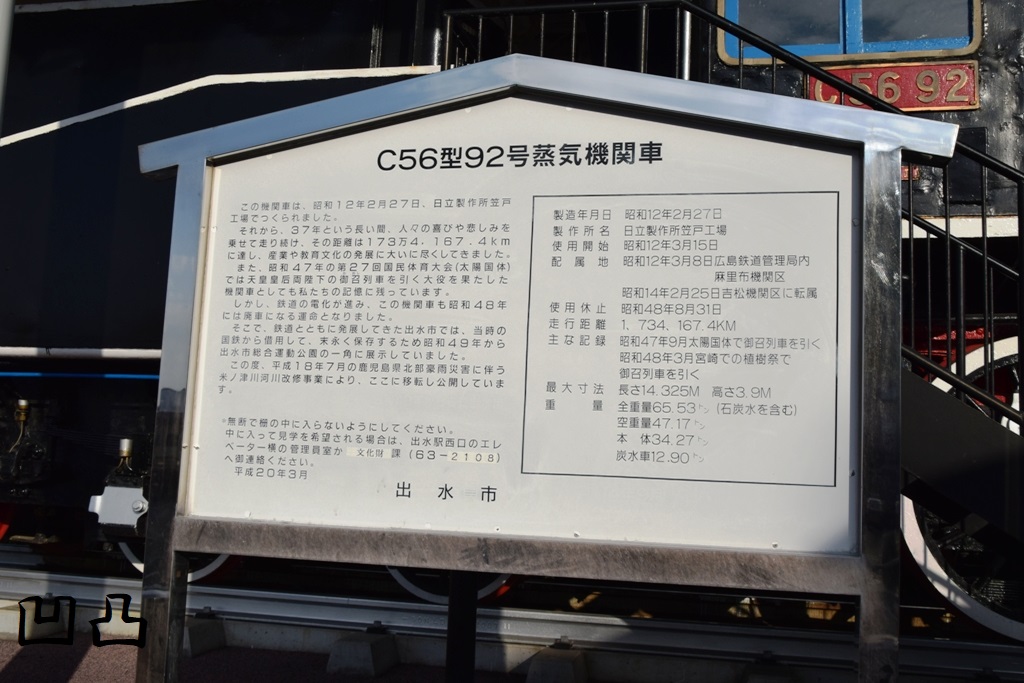 C56 92
C56型92号蒸気機関車
この機関車は、昭和12年2月27日、日立製作所笠戸
工場でつくられました。
それから、37年という長い間、人々の喜びや悲しみを
乗せて走り続け、その距離は173万4,167.4km
に達し、産業や教育文化の発展に大いに尽くしてきました。
また、昭和47年の第27回国民体育大会(太陽国体)
では天皇皇后両陛下の御召列車を引く大役を果たした
機関車としても私たちの記憶に残っています。
しかし、鉄道の電化が進み、この機関車も昭和48年
には廃車になる運命となりました。
そこで、鉄道とともに発展してきた出水市では、当時の
国鉄から借用して、末永く保存するため昭和49年から
出水市総合運動公園の一角に展示していました。
この度、平成18年7月の鹿児島県北部豪雨災害に伴う
米ノ津川河川改修事業により、ここに移転し公開していま
す。
*無断で柵の中に入らないようにしてください。
中に入って見学を希望される場合は、出水駅西口のエレ
ベーター横の管理員室か 文化財 課(63-2108)
へ御連絡ください。
平成20年3月
出水市
製造年月日 昭和12年2月27日
製作所名 日立製作所笠戸工場
使用開始 昭和12年3月15日
配属地 昭和12年3月8日広島鉄道管理局内
麻里布機関区
昭和14年2月25日吉松機関区に転属
使用休止 昭和48年8月31日
走行距離 1,734,167.4KM
主な記録 昭和47年9月太陽国体で御召列車を引く
昭和48年3月宮崎での植樹祭で
御召列車を引く
最大寸法 長さ14.325M 高さ3.9M
重量 全重量65.53㌧(石炭水を含む)
空重量47.17㌧
本体34.27㌧
炭水車12.90㌧
凹凸